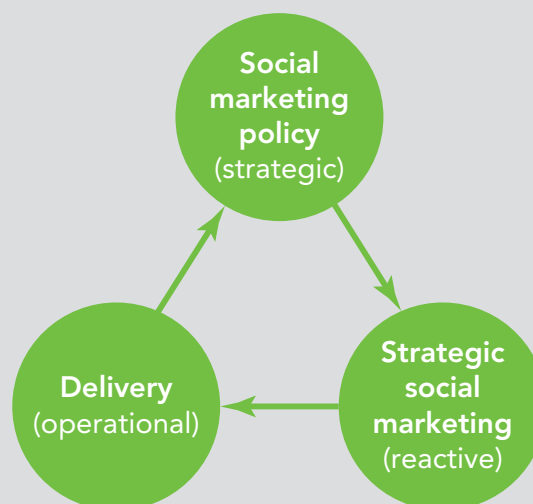 Social
marketing
policy
(strategic)
Delivery
(operational)
Strategic
social
marketing
(reactive)